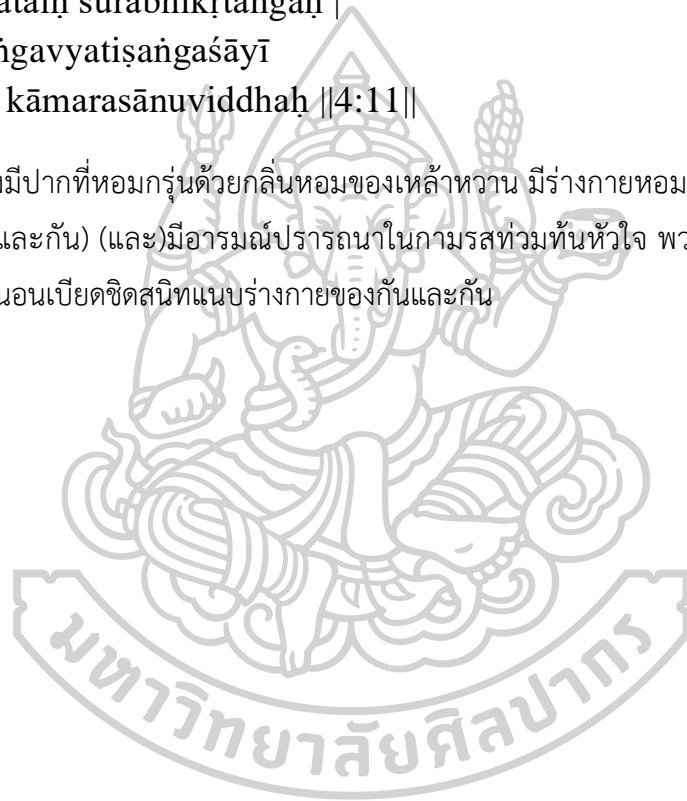 surabhīkṛtāṅgaḥ |
kāmarasānuviddhaḥ ||4:11||
มีปากที่หอมกรุ่นด้วยกลิ่นหอมของเหล้าหวาน มีร่างกายหอม
และกัน) (และ)มีอารมณ์ปรารถนาในกามรสท่วมท้นหัวใจ
นอนเบียดชิดสนิทแนบร่างกายของกันและกัน
มหาวิทยาลัยศิลปากร